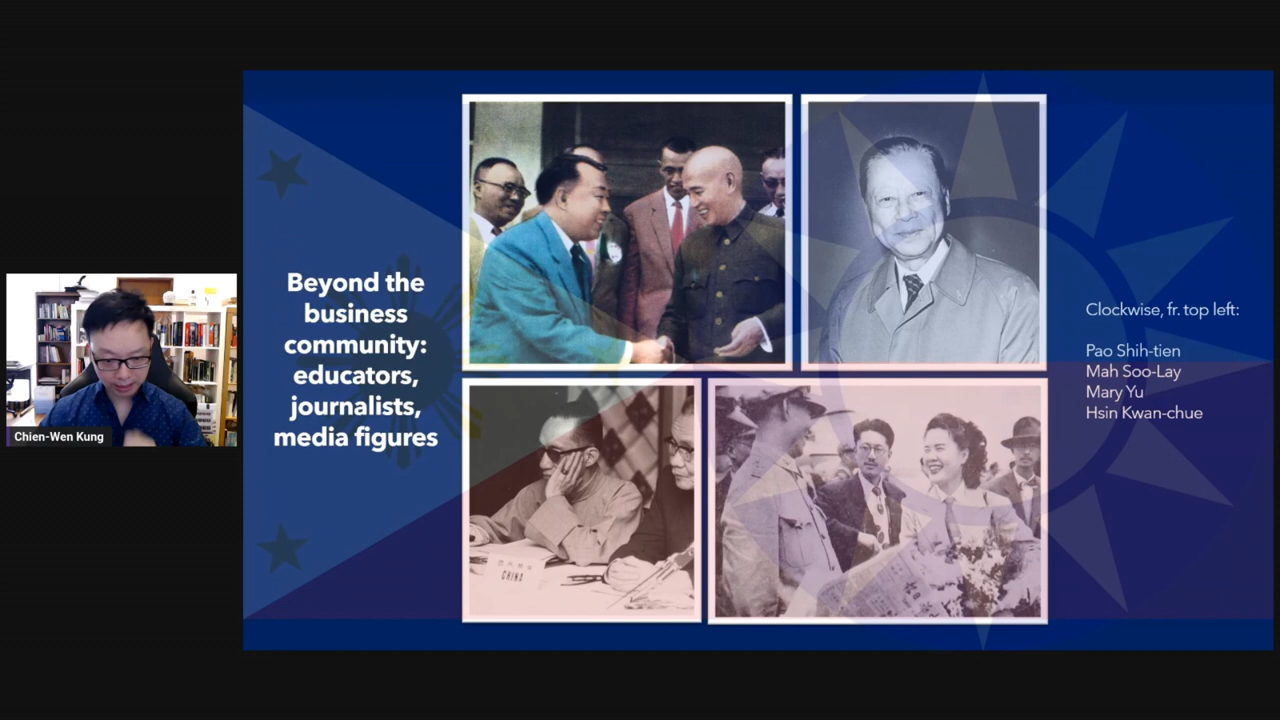 Beyond the
business
community:
educators,
journalists,
media figures
Clockwise, fr. top left:
Pao Shih-tien
Mah Soo-Lay
Mary Yu
Hsin Kwan-chue
Chien-Wen Kung